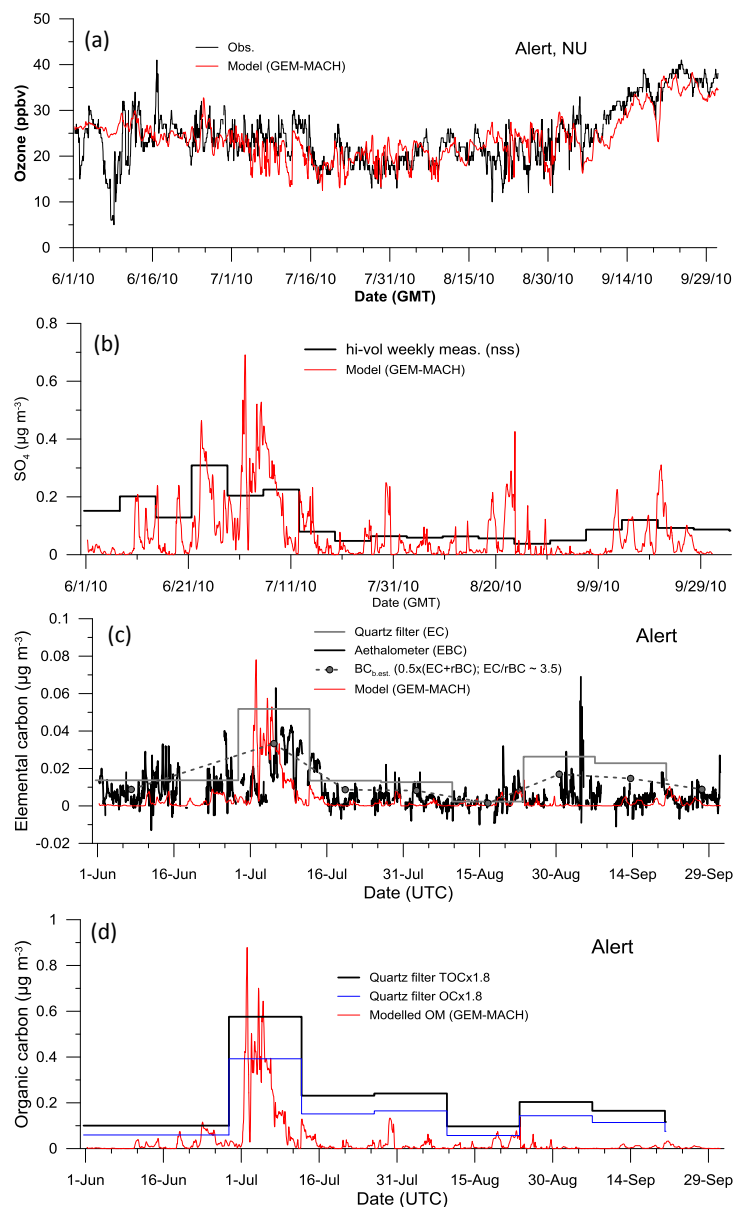 (a)
Obs.
Model (GEM-MACH)
Alert, NU
Ozone (ppbv)
50
40
30
20
10
0
6/1/10 6/16/10 7/1/10 7/16/10 7/31/10 8/15/10 8/30/10 9/14/10 9/29/10
Date (GMT)
(b)
hi-vol weekly meas. (nss)
Model (GEM-MACH)
SO₄ (µg m⁻³)
0.8
0.6
0.4
0.2
0
6/1/10 6/21/10 7/11/10 7/31/10 8/20/10 9/9/10 9/29/10
Date (GMT)
(c)
Quartz filter (EC)
Aethalometer (EBC)
BC b.est. (0.5x(EC+rBC); EC/rBC ~ 3.5)
Model (GEM-MACH)
Alert
Elemental carbon (µg m⁻³)
0.1
0.08
0.06
0.04
0.02
0
-0.02
1-Jun 16-Jun 1-Jul 16-Jul 31-Jul 15-Aug 30-Aug 14-Sep 29-Sep
Date (UTC)
(d)
Alert
Quartz filter TOCx1.8
Quartz filter OCx1.8
Modelled OM (GEM-MACH)
Organic carbon (µg m⁻³)
1
0.8
0.6
0.4
0.2
0
1-Jun 16-Jun 1-Jul 16-Jul 31-Jul 15-Aug 30-Aug 14-Sep 29-Sep
Date (UTC)